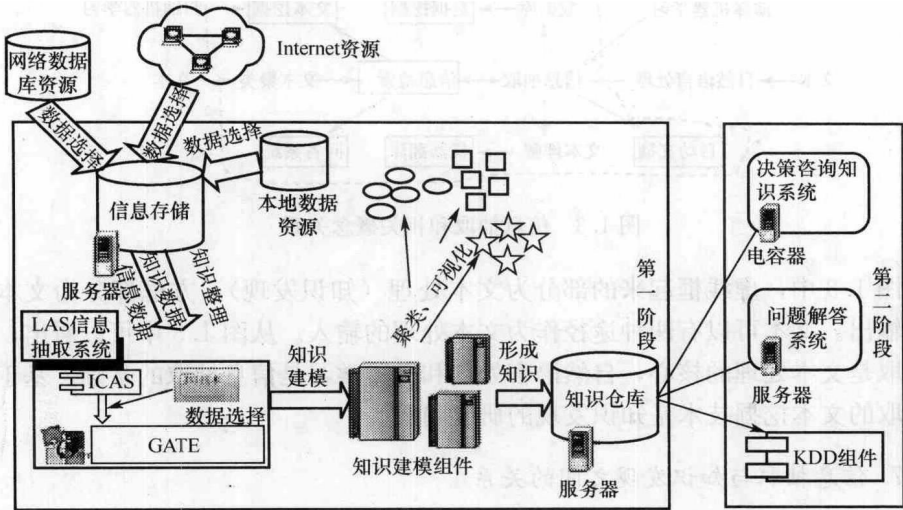 Internet资源
网络数据
库资源
数据选择
数据选择
数据选择
本地数据
资源
信息存储
服务器
信息数据
知识数据
知识整理
LAS信息
抽取系统
ICAS
数据选择
GATE
知识
建模
聚类、可视化
知识建模组件
形成
知识
知识仓库
服务器
第一阶段
决策咨询知
识系统
电容器
问题解答
系统
服务器
第二阶段
KDD组件